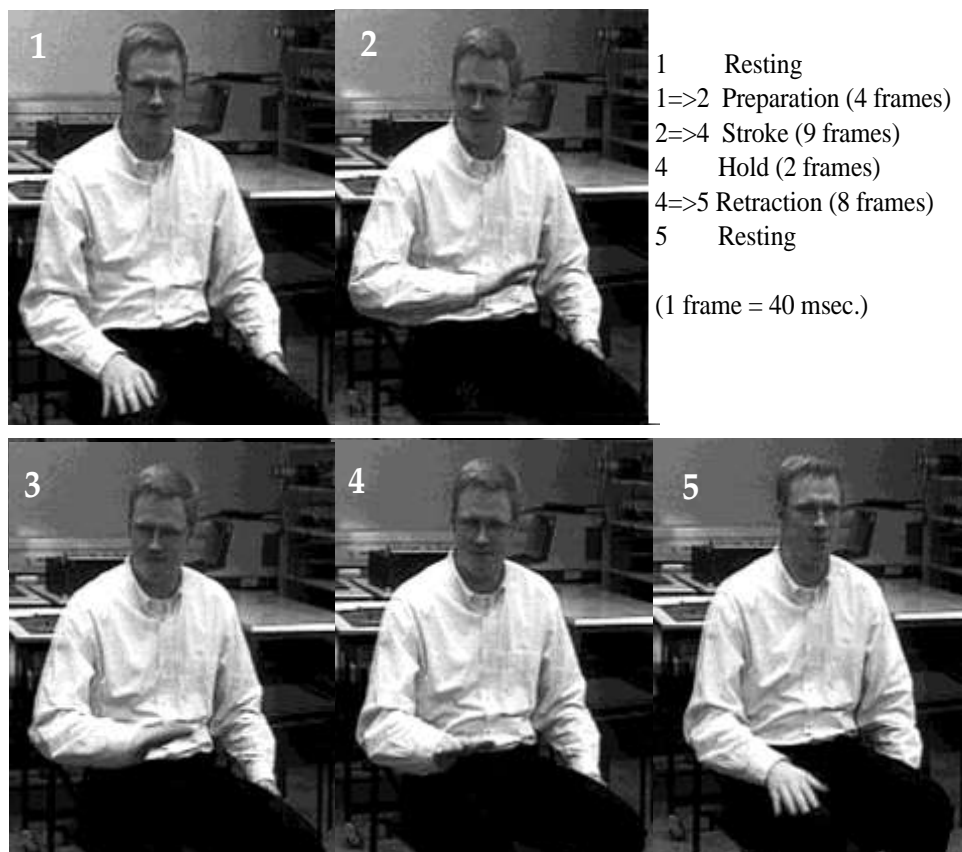 1
2
1 Resting
1=>2 Preparation (4 frames)
2=>4 Stroke (9 frames)
4 Hold (2 frames)
4=>5 Retraction (8 frames)
5 Resting
(1 frame = 40 msec.)
3
4
5